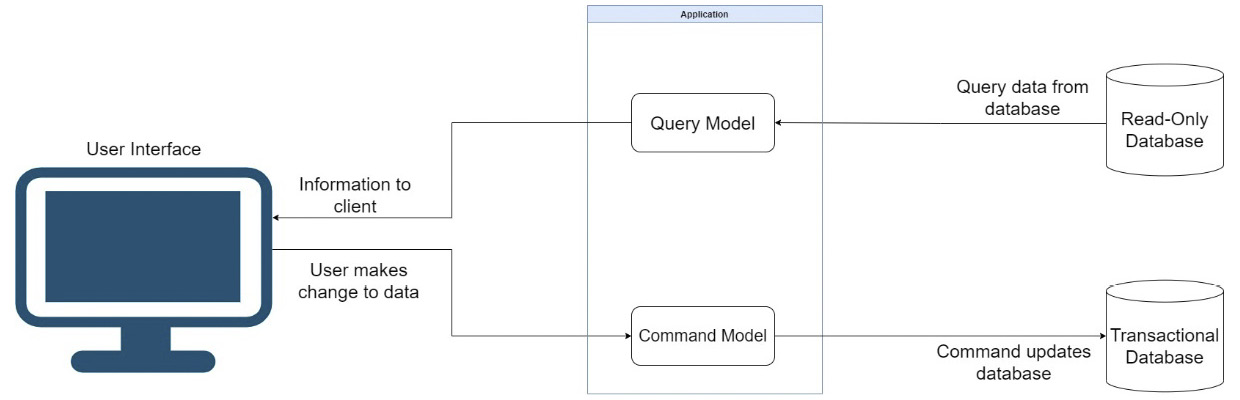 Application
Query data from
database
Query Model
Read-Only
Database
User Interface
Information to
client
User makes
change to data
Command Model
Transactional
Database
Command updates
database